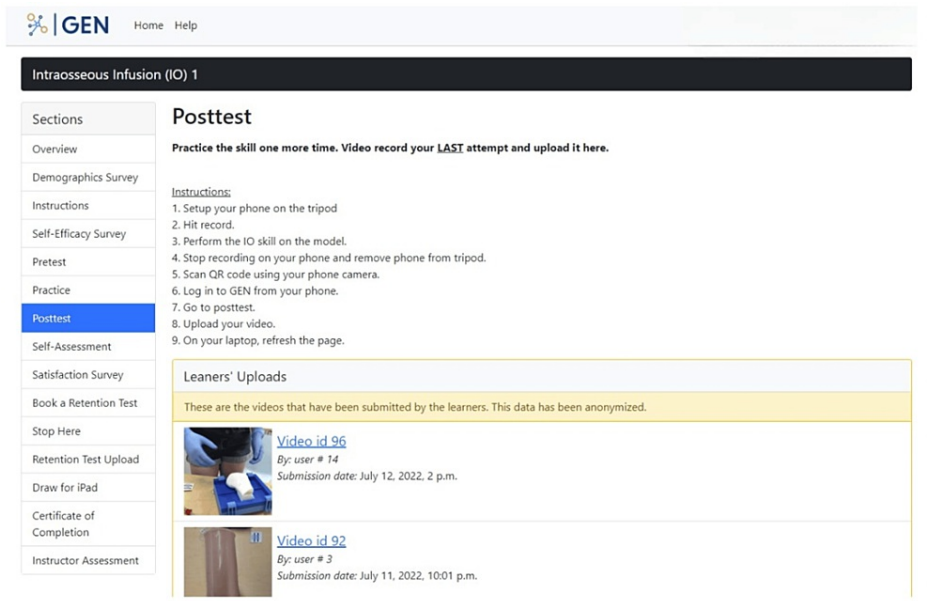 GEN
Home Help
Intraosseous Infusion (IO) 1
Sections
Overview
Demographics Survey
Instructions
Self-Efficacy Survey
Pretest
Practice
Posttest
Self-Assessment
Satisfaction Survey
Book a Retention Test
Stop Here
Retention Test Upload
Draw for iPad
Certificate of
Completion
Instructor Assessment
Posttest
Practice the skill one more time. Video record your LAST attempt and upload it here.
Instructions:
1. Setup your phone on the tripod
2. Hit record.
3. Perform the IO skill on the model.
4. Stop recording on your phone and remove phone from tripod.
5. Scan QR code using your phone camera.
6. Log in to GEN from your phone.
7. Go to posttest.
8. Upload your video.
9. On your laptop, refresh the page.
Leaners' Uploads
These are the videos that have been submitted by the learners. This data has been anonymized.
Video id 96
By: user # 14
Submission date: July 12, 2022, 2 p.m.
Video id 92
By: user # 3
Submission date: July 11, 2022, 10:01 p.m.